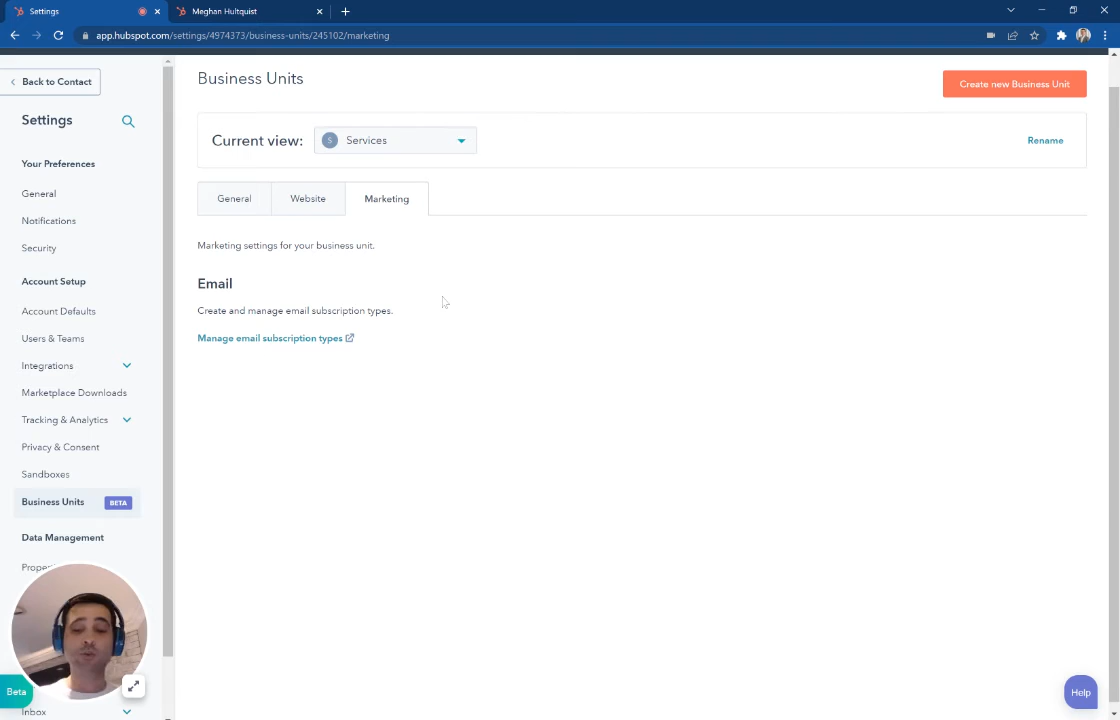 Settings
Meghan Hultquist
app.hubspot.com/settings/4974373/business-units/245102/marketing
Back to Contact
Business Units
Create new Business Unit
Settings
Current view:
S
Services
Rename
Your Preferences
General
Website
Marketing
General
Notifications
Security
Marketing settings for your business unit.
Account Setup
Email
Account Defaults
Create and manage email subscription types.
Users & Teams
Manage email subscription types
Integrations
Marketplace Downloads
Tracking & Analytics
Privacy & Consent
Sandboxes
Business Units
BETA
Data Management
Beta
Inbox
Help